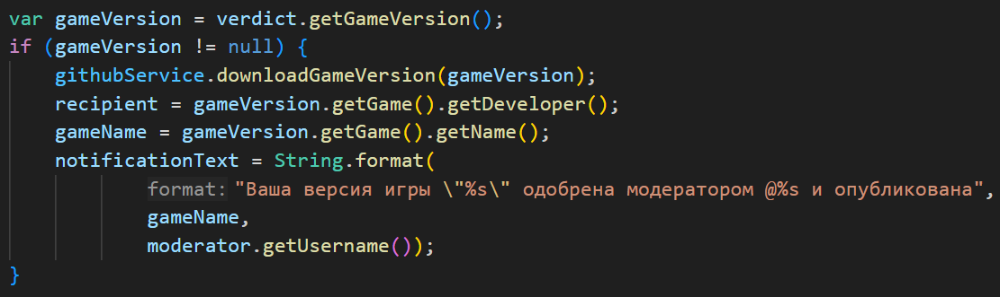 var gameVersion = verdict.getGameVersion();
if (gameVersion != null) {
    githubService.downloadGameVersion(gameVersion);
    recipient = gameVersion.getGame().getDeveloper();
    gameName = gameVersion.getGame().getName();
    notificationText = String.format(
            format: "Ваша версия игры \"%s\" одобрена модератором @%s и опубликована",
            gameName,
            moderator.getUsername());
}